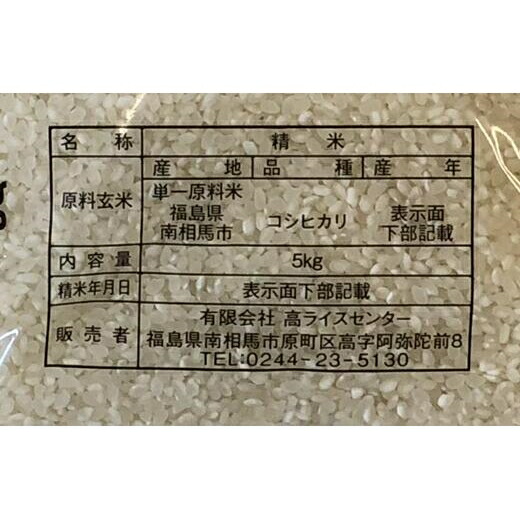 名称 精米
産地 品種 産年
原料玄米 単一原料米 福島県 南相馬市 コシヒカリ 表示面 下部記載
内容量 5kg
精米年月日 表示面下部記載
販売者 有限会社 高ライスセンター
福島県南相馬市原町区高字阿弥陀前8
TEL:0244-23-5130